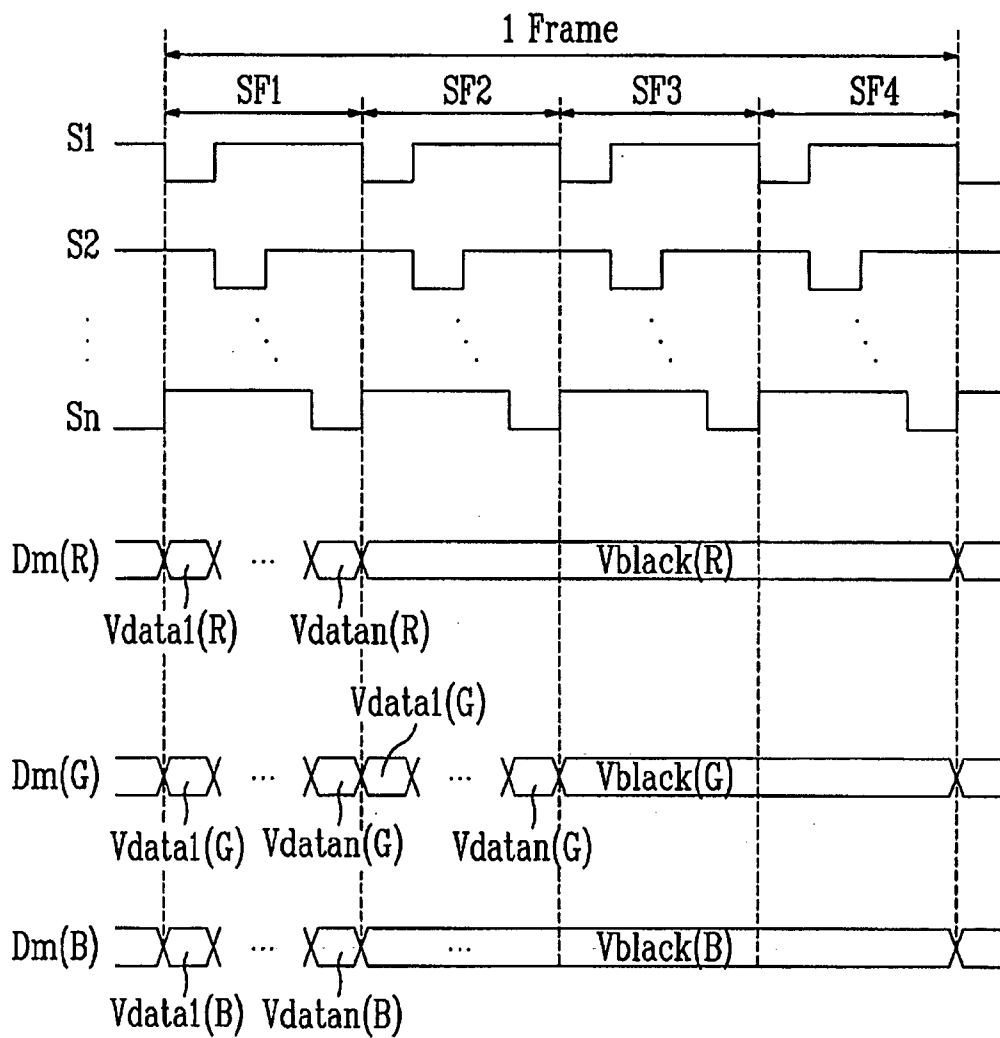 1 Frame
SF1 SF2 SF3 SF4
S1
S2
Sn
Dm(R) ... Vblack(R)
Vdata1(R) Vdatan(R)
Vdata1(G)
Dm(G) ... ... Vblack(G)
Vdata1(G) Vdatan(G) Vdatan(G)
Dm(B) ... ... Vblack(B)
Vdata1(B) Vdatan(B)